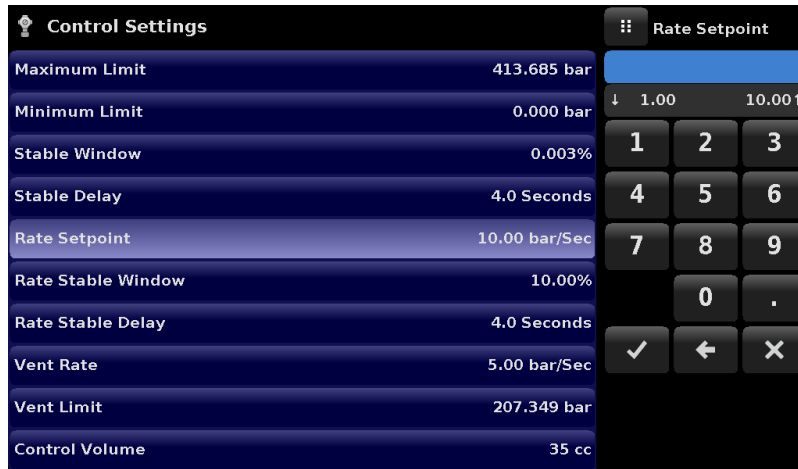 Control Settings
Maximum Limit 413.685 bar
Minimum Limit 0.000 bar
Stable Window 0.003%
Stable Delay 4.0 Seconds
Rate Setpoint 10.00 bar/Sec
Rate Stable Window 10.00%
Rate Stable Delay 4.0 Seconds
Vent Rate 5.00 bar/Sec
Vent Limit 207.349 bar
Control Volume 35 cc
Rate Setpoint
↓ 1.00 10.00↑
1 2 3
4 5 6
7 8 9
0 .